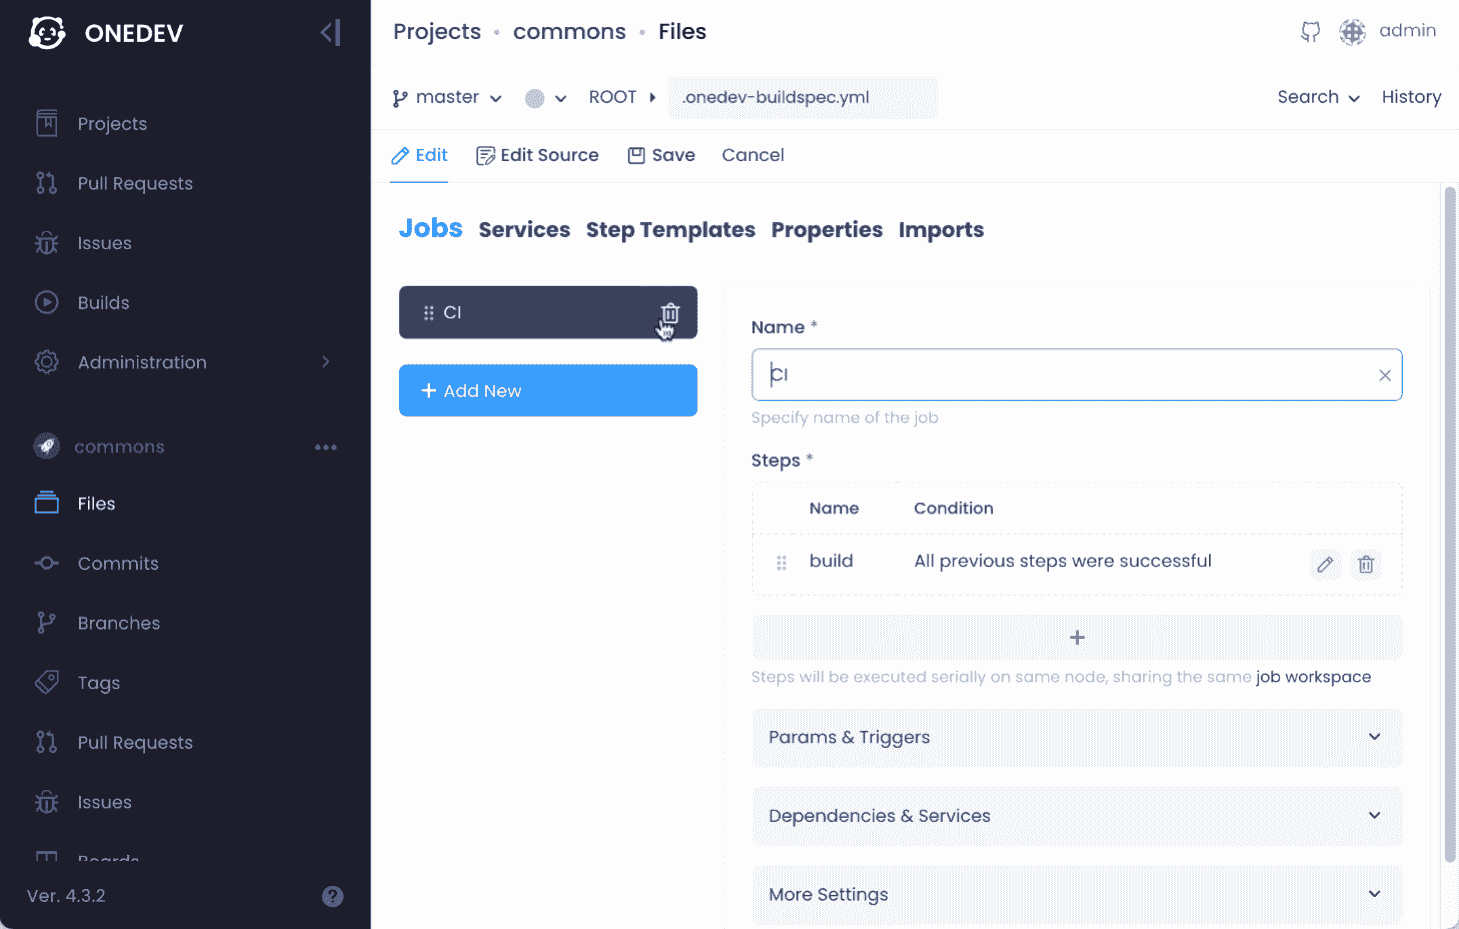 ONEDEV
Projects
Pull Requests
Issues
Builds
Administration
commons
Files
Commits
Branches
Tags
Pull Requests
Issues
Boards
Ver. 4.3.2
Projects • commons • Files
admin
master
ROOT
.onedev-buildspec.yml
Search
History
Edit
Edit Source
Save
Cancel
Jobs Services Step Templates Properties Imports
CI
+ Add New
Name *
CI
Specify name of the job
Steps *
Name Condition
build All previous steps were successful
+
Steps will be executed serially on same node, sharing the same job workspace
Params & Triggers
Dependencies & Services
More Settings